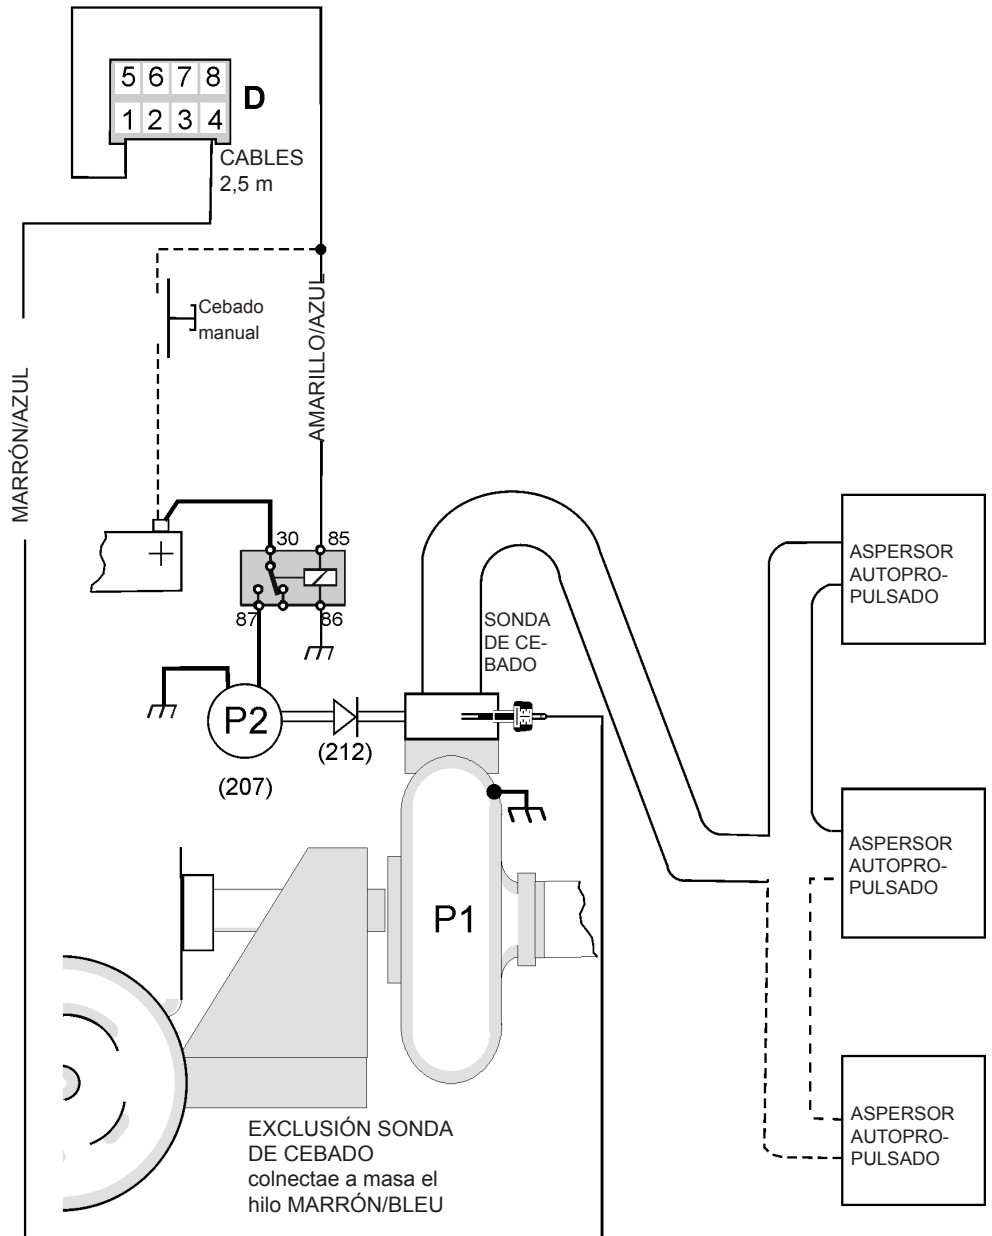 5 6 7 8
D
1 2 3 4
CABLES
2,5 m
Cebado
manual
MARRÓN/AZUL
AMARILLO/AZUL
+
30 85
87 86
SONDA
DE CE-
BADO
ASPERSOR
AUTOPRO-
PULSADO
P2
(212)
(207)
ASPERSOR
AUTOPRO-
PULSADO
P1
ASPERSOR
AUTOPRO-
PULSADO
EXCLUSIÓN SONDA
DE CEBADO
colnectae a masa el
hilo MARRÓN/BLEU